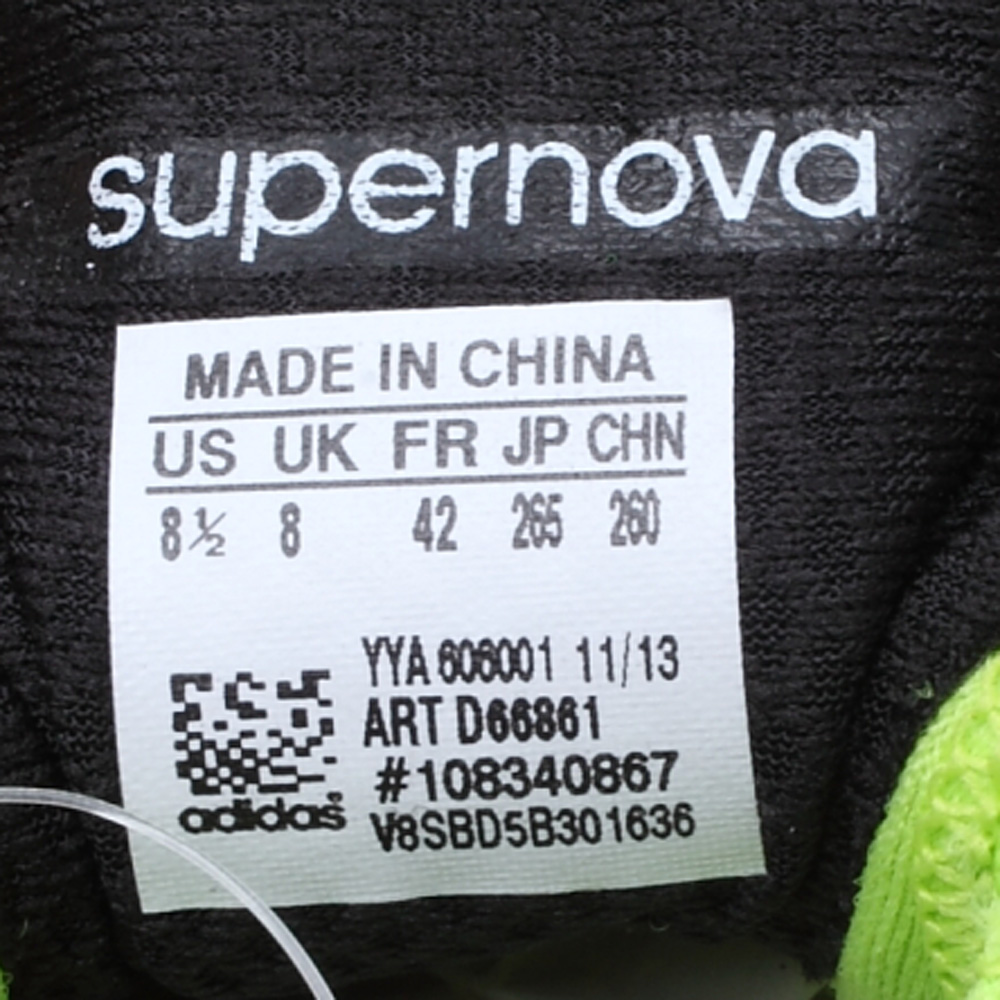 supernova
MADE IN CHINA
US UK FR JP CHN
8½ 8 42 265 260
YYA 606001 11/13
ART D66861
#108340867
V8SBD5B301636
adidas